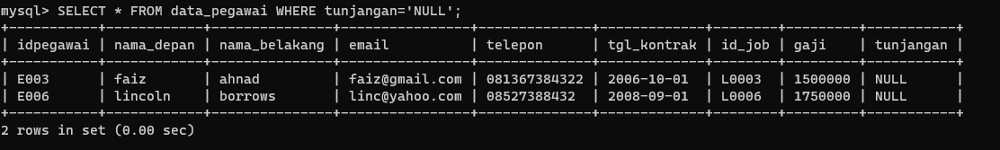 mysql> SELECT * FROM data_pegawai WHERE tunjangan='NULL';
+-----------+------------+---------------+----------------+--------------+-------------+--------+---------+-----------+
| idpegawai | nama_depan | nama_belakang | email          | telepon      | tgl_kontrak | id_job | gaji    | tunjangan |
+-----------+------------+---------------+----------------+--------------+-------------+--------+---------+-----------+
| E003      | faiz       | ahnad         | faiz@gmail.com | 081367384322 | 2006-10-01  | L0003  | 1500000 | NULL      |
| E006      | lincoln    | borrows       | linc@yahoo.com | 08527388432  | 2008-09-01  | L0006  | 1750000 | NULL      |
+-----------+------------+---------------+----------------+--------------+-------------+--------+---------+-----------+
2 rows in set (0.00 sec)